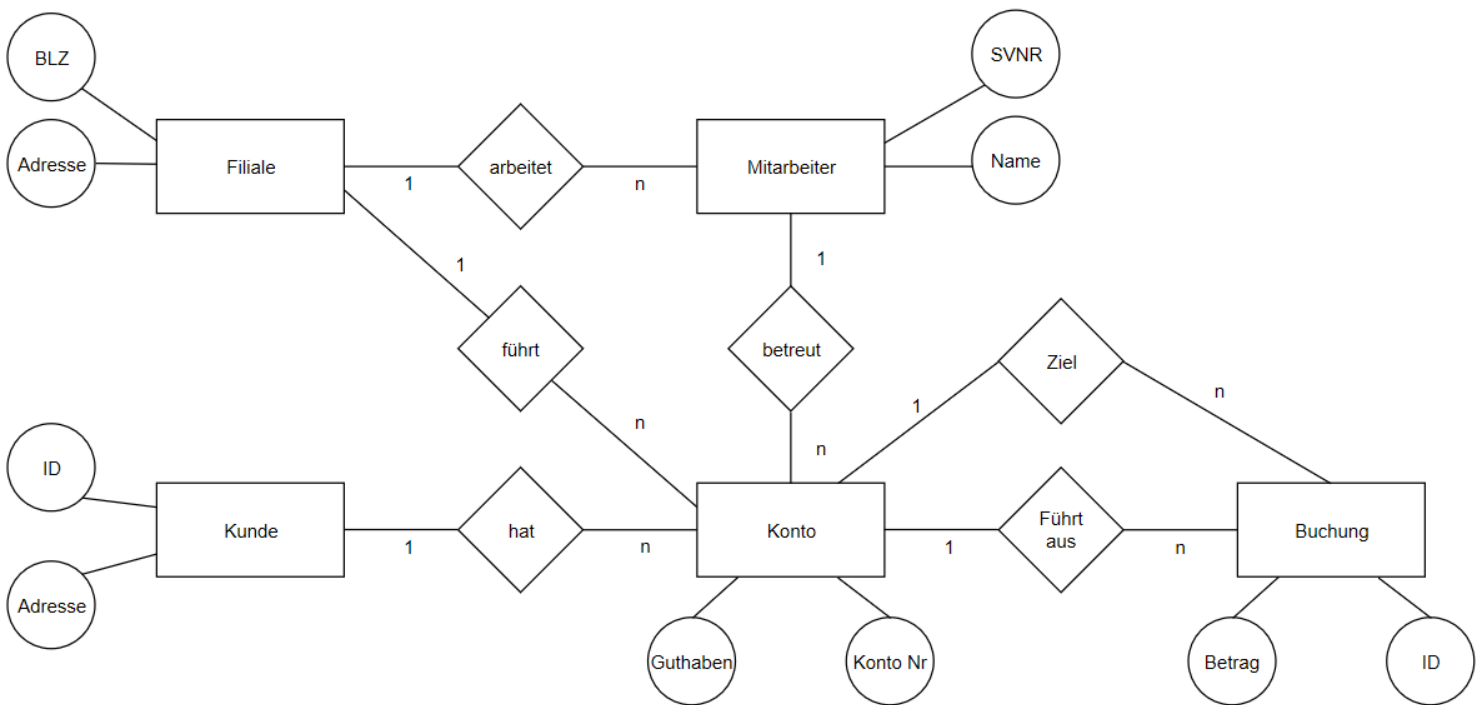 BLZ
SVNR
Adresse
Filiale
arbeitet
Mitarbeiter
Name
1
n
1
1
führt
betreut
Ziel
1
n
n
n
ID
Kunde
hat
Konto
Führt
aus
Buchung
1
n
1
n
Adresse
Guthaben
Konto Nr
Betrag
ID